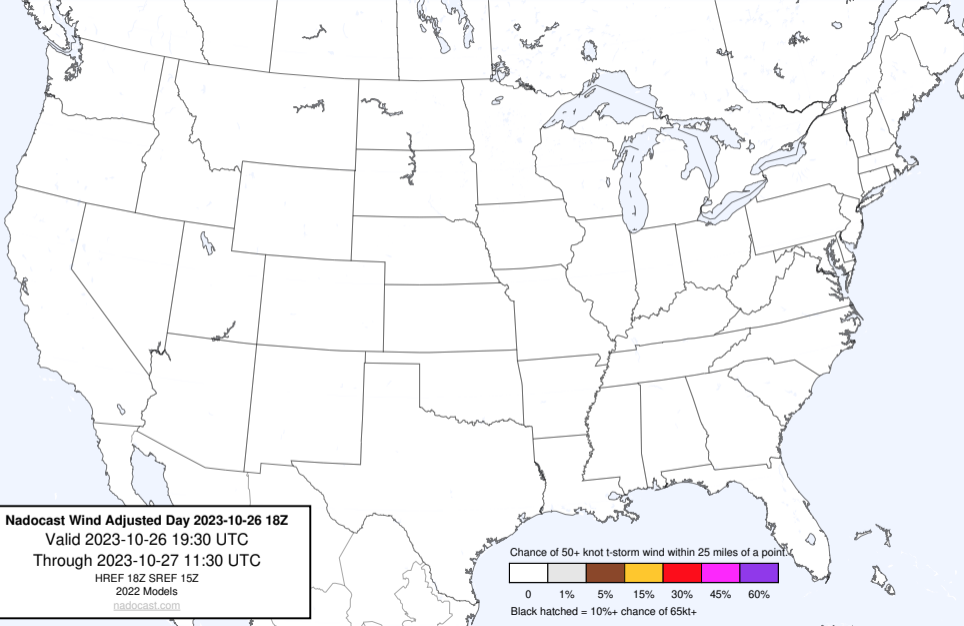 Nadocast Wind Adjusted Day 2023-10-26 18Z
Valid 2023-10-26 19:30 UTC
Through 2023-10-27 11:30 UTC
HREF 18Z SREF 15Z
2022 Models
nadocast.com
Chance of 50+ knot t-storm wind within 25 miles of a point.
0 1% 5% 15% 30% 45% 60%
Black hatched = 10%+ chance of 65kt+